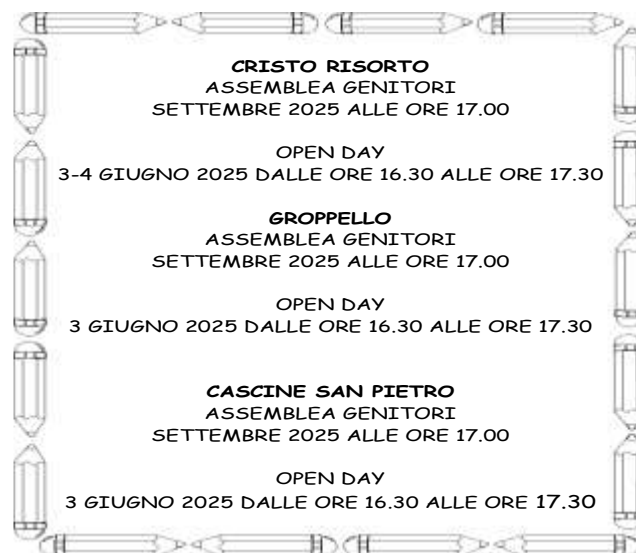 CRISTO RISORTO
ASSEMBLEA GENITORI
SETTEMBRE 2025 ALLE ORE 17.00
OPEN DAY
3-4 GIUGNO 2025 DALLE ORE 16.30 ALLE ORE 17.30
GROPPELLO
ASSEMBLEA GENITORI
SETTEMBRE 2025 ALLE ORE 17.00
OPEN DAY
3 GIUGNO 2025 DALLE ORE 16.30 ALLE ORE 17.30
CASCINE SAN PIETRO
ASSEMBLEA GENITORI
SETTEMBRE 2025 ALLE ORE 17.00
OPEN DAY
3 GIUGNO 2025 DALLE ORE 16.30 ALLE ORE 17.30